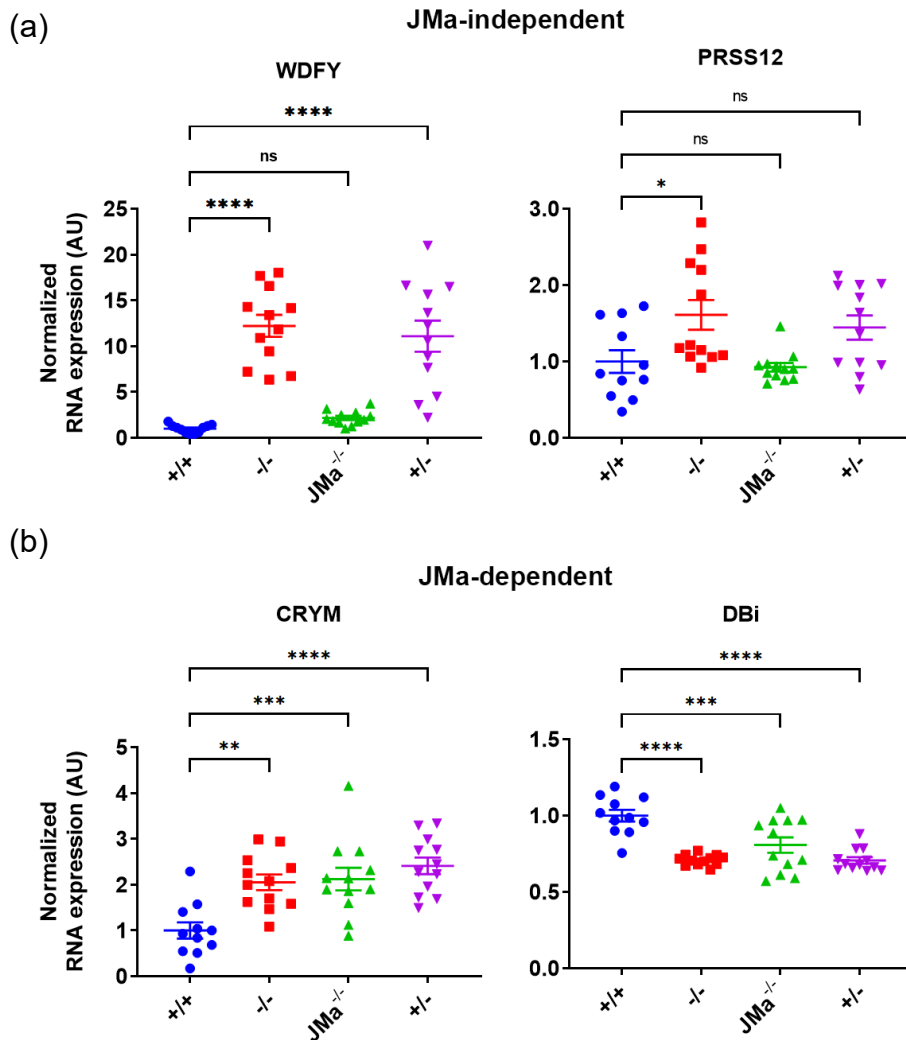 (a)
JMa-independent
WDFY
PRSS12
****
ns
****
ns
ns
*
Normalized
RNA expression (AU)
25
20
15
10
5
0
+/+
-/-
JMa-/-
+/-
3.0
2.0
1.0
0.0
+/+
-/-
JMa-/-
+/-
(b)
JMa-dependent
CRYM
DBi
****
***
**
****
***
****
Normalized
RNA expression (AU)
5
4
3
2
1
0
+/+
-/-
JMa-/-
+/-
1.5
1.0
0.5
0.0
+/+
-/-
JMa-/-
+/-